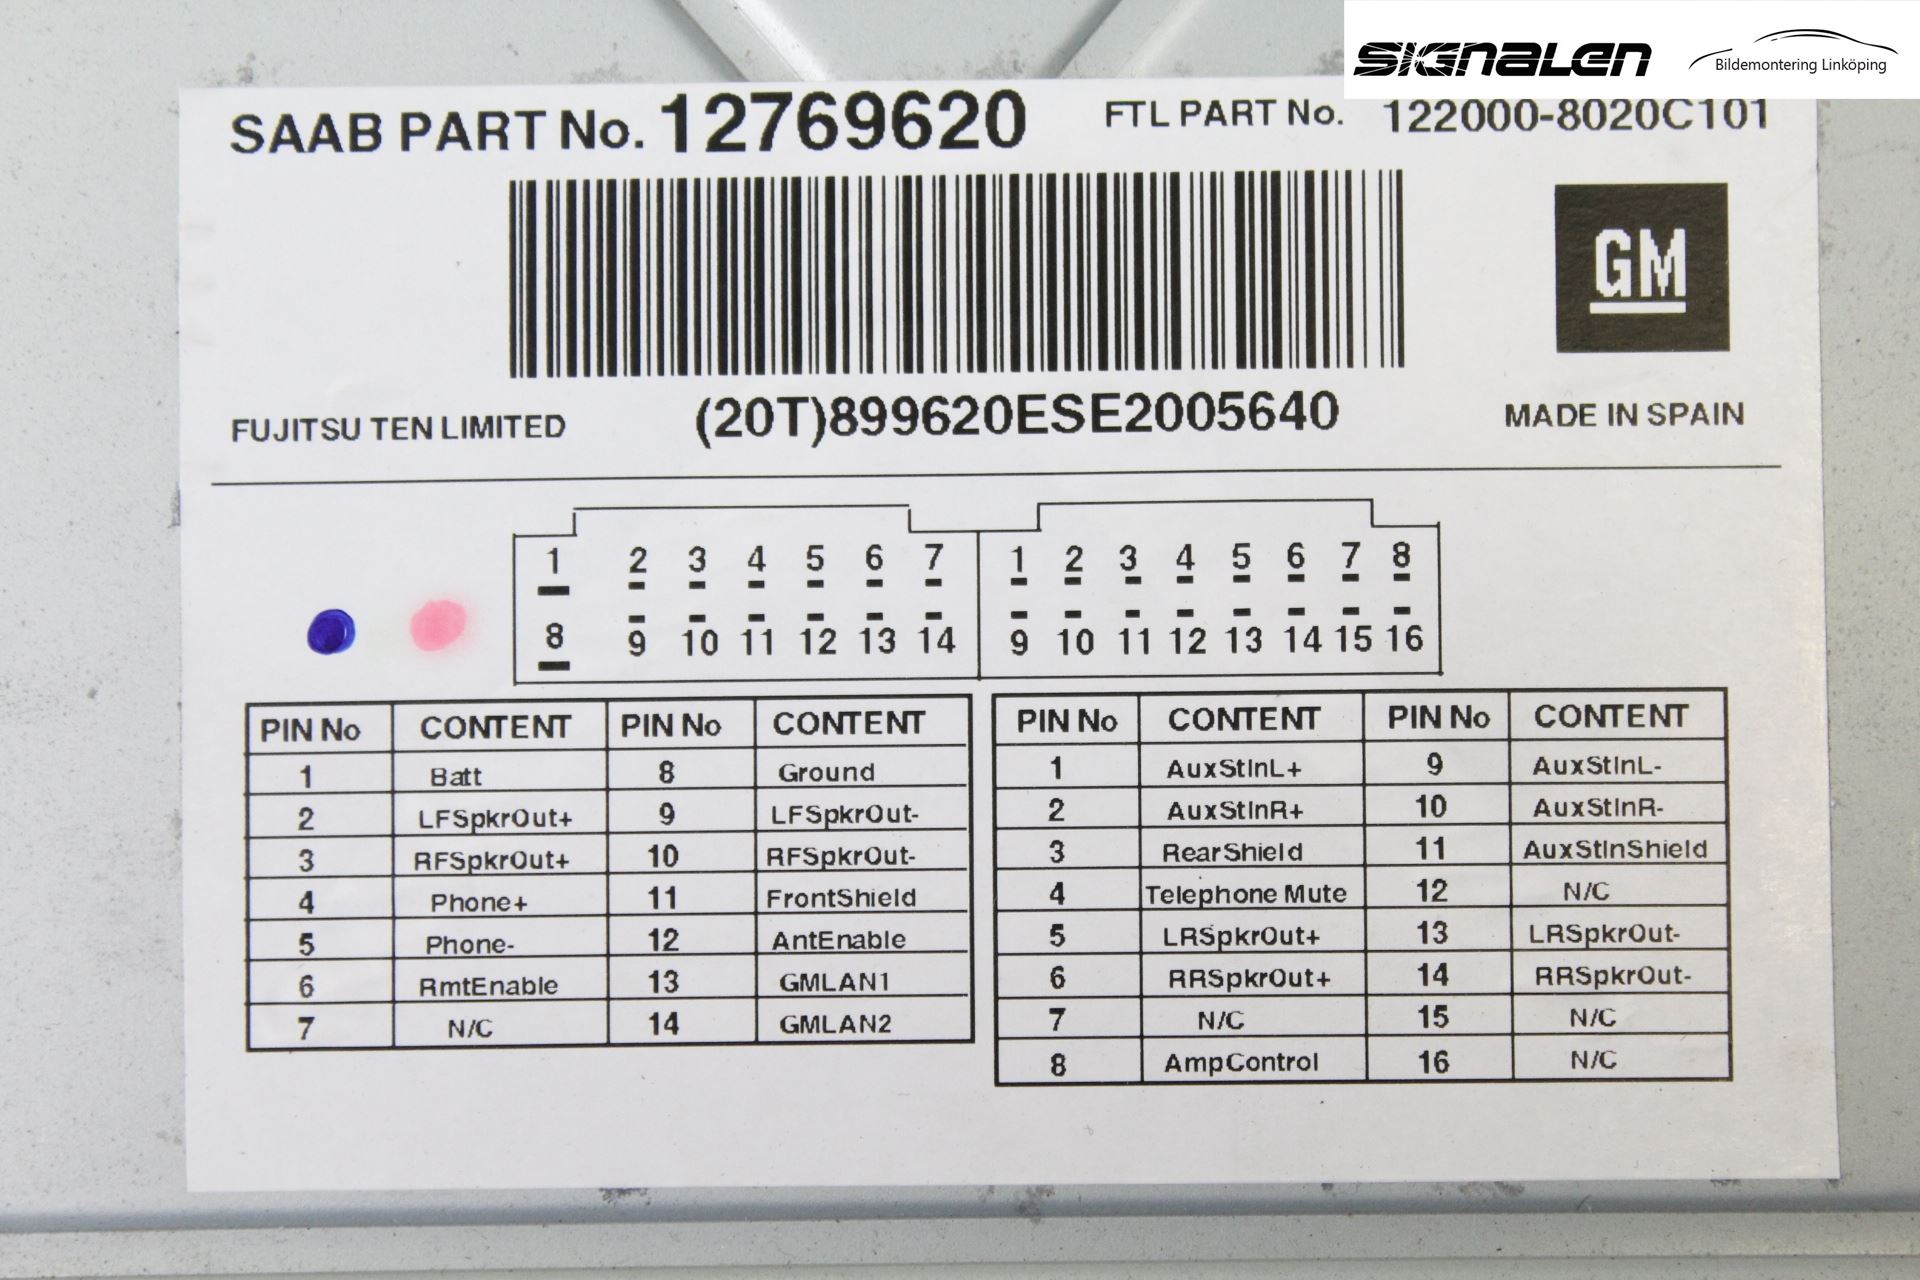 SIGNALEN
Bildemontering Linköping
SAAB PART No. 12769620 FTL PART No. 122000-8020C101
GM
FUJITSU TEN LIMITED (20T)899620ESE2005640 MADE IN SPAIN
1 2 3 4 5 6 7 1 2 3 4 5 6 7 8
8 9 10 11 12 13 14 9 10 11 12 13 14 15 16
PIN No CONTENT PIN No CONTENT
1 Batt 8 Ground
2 LFSpkrOut+ 9 LFSpkrOut-
3 RFSpkrOut+ 10 RFSpkrOut-
4 Phone+ 11 FrontShield
5 Phone- 12 AntEnable
6 RmtEnable 13 GMLAN1
7 N/C 14 GMLAN2
PIN No CONTENT PIN No CONTENT
1 AuxStInL+ 9 AuxStInL-
2 AuxStInR+ 10 AuxStInR-
3 RearShield 11 AuxStInShield
4 Telephone Mute 12 N/C
5 LRSpkrOut+ 13 LRSpkrOut-
6 RRSpkrOut+ 14 RRSpkrOut-
7 N/C 15 N/C
8 AmpControl 16 N/C